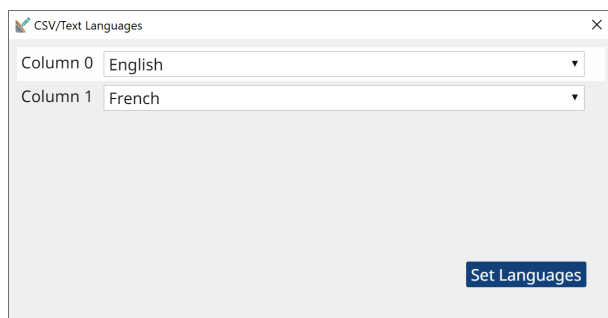 CSV/Text Languages
Column 0 English
Column 1 French
Set Languages